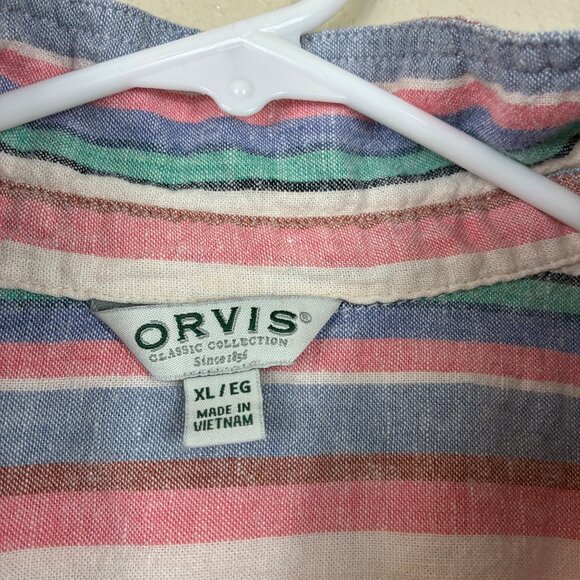 ORVIS®
CLASSIC COLLECTION
Since 1856
XL / EG
MADE IN
VIETNAM